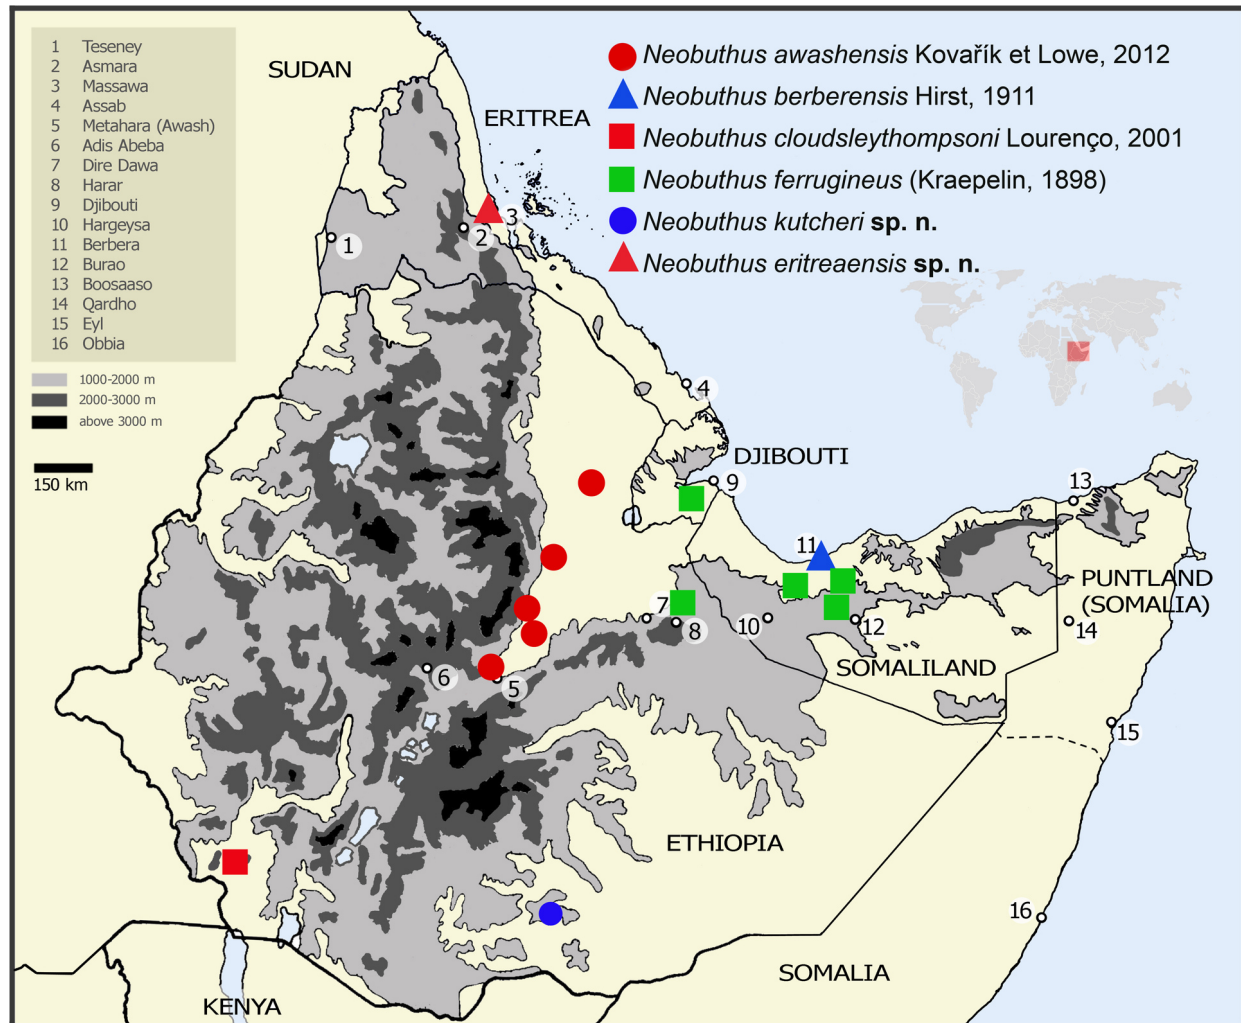 1 Teseney
2 Asmara
3 Massawa
4 Assab
5 Metahara (Awash)
6 Adis Abeba
7 Dire Dawa
8 Harar
9 Djibouti
10 Hargeysa
11 Berbera
12 Burao
13 Boosaaso
14 Qardho
15 Eyl
16 Obbia
1000-2000 m
2000-3000 m
above 3000 m
150 km
Neobuthus awashensis Kovařík et Lowe, 2012
Neobuthus berberensis Hirst, 1911
Neobuthus cloudsleythompsoni Lourenço, 2001
Neobuthus ferrugineus (Kraepelin, 1898)
Neobuthus kutcheri sp. n.
Neobuthus eritreaensis sp. n.
SUDAN
ERITREA
3
2
1
4
DJIBOUTI
9
13
11
PUNTLAND
(SOMALIA)
7
8
10
12
14
SOMALILAND
6
5
15
ETHIOPIA
16
SOMALIA
KENYA